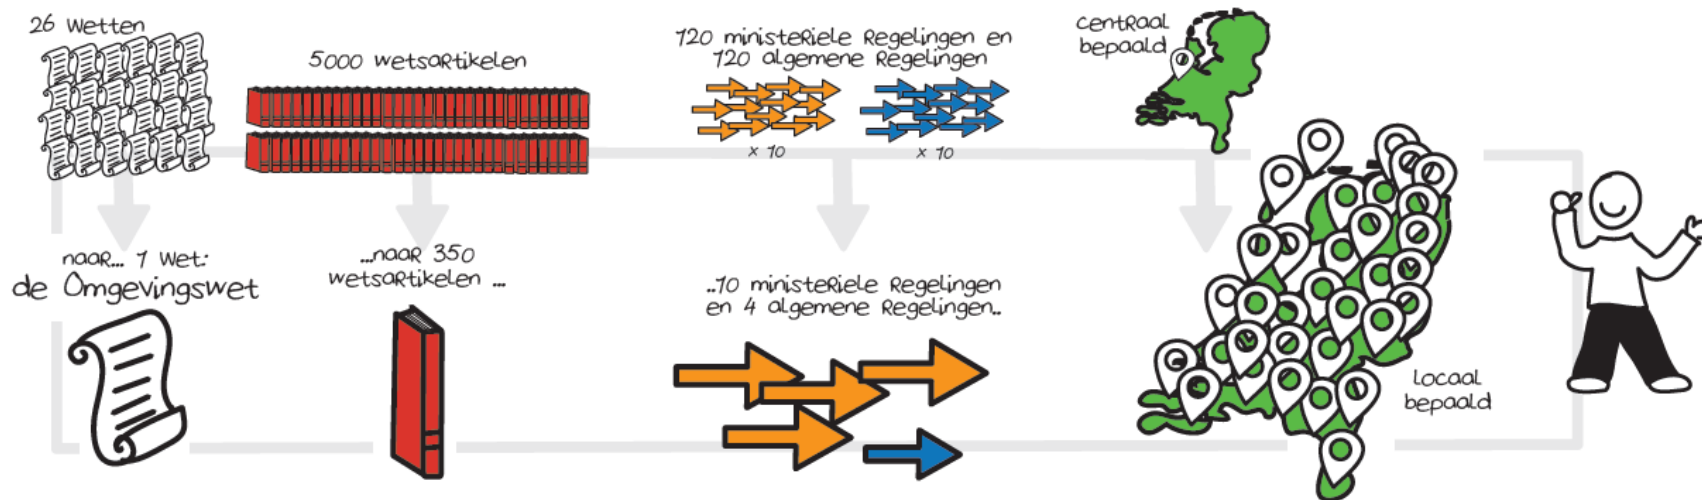 26 wetten
5000 wetsartikelen
120 ministeriele Regelingen en
120 algemene Regelingen
x 10
x 10
centraal
bepaald
naar... 1 wet:
de Omgevingswet
...naar 350
wetsartikelen ...
..10 ministeriele Regelingen
en 4 algemene Regelingen..
locaal
bepaald